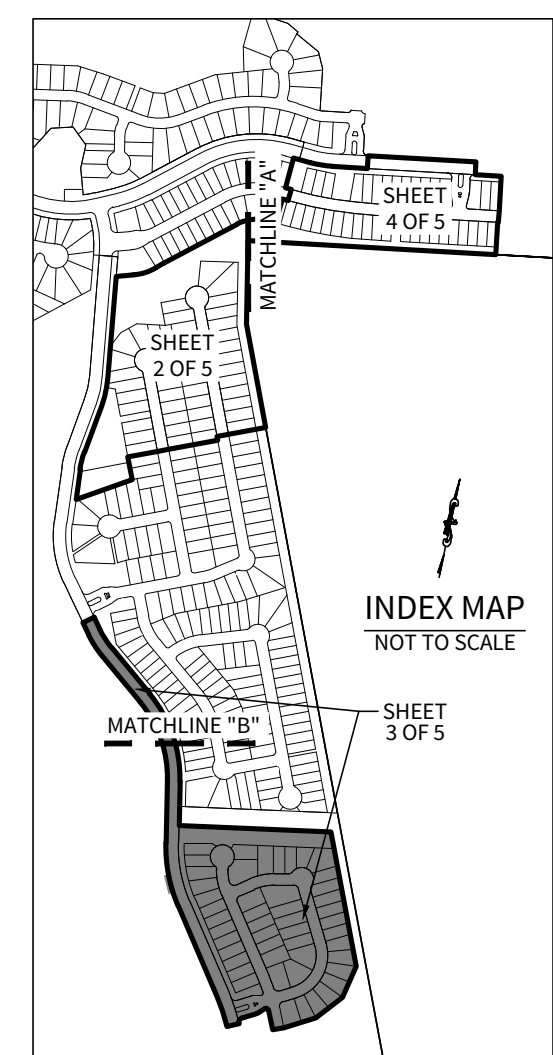 MATCHLINE "A"
SHEET
4 OF 5
SHEET
2 OF 5
INDEX MAP
NOT TO SCALE
MATCHLINE "B"
SHEET
3 OF 5